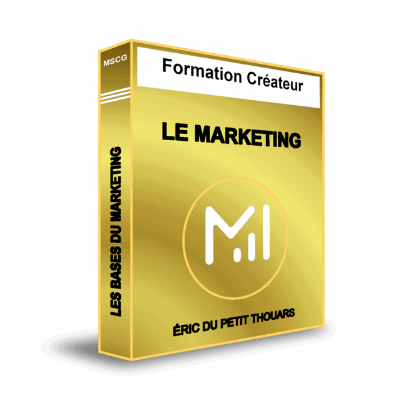 MSCG
LES BASES DU MARKETING
Formation Créateur
LE MARKETING
ÉRIC DU PETIT THOUARS